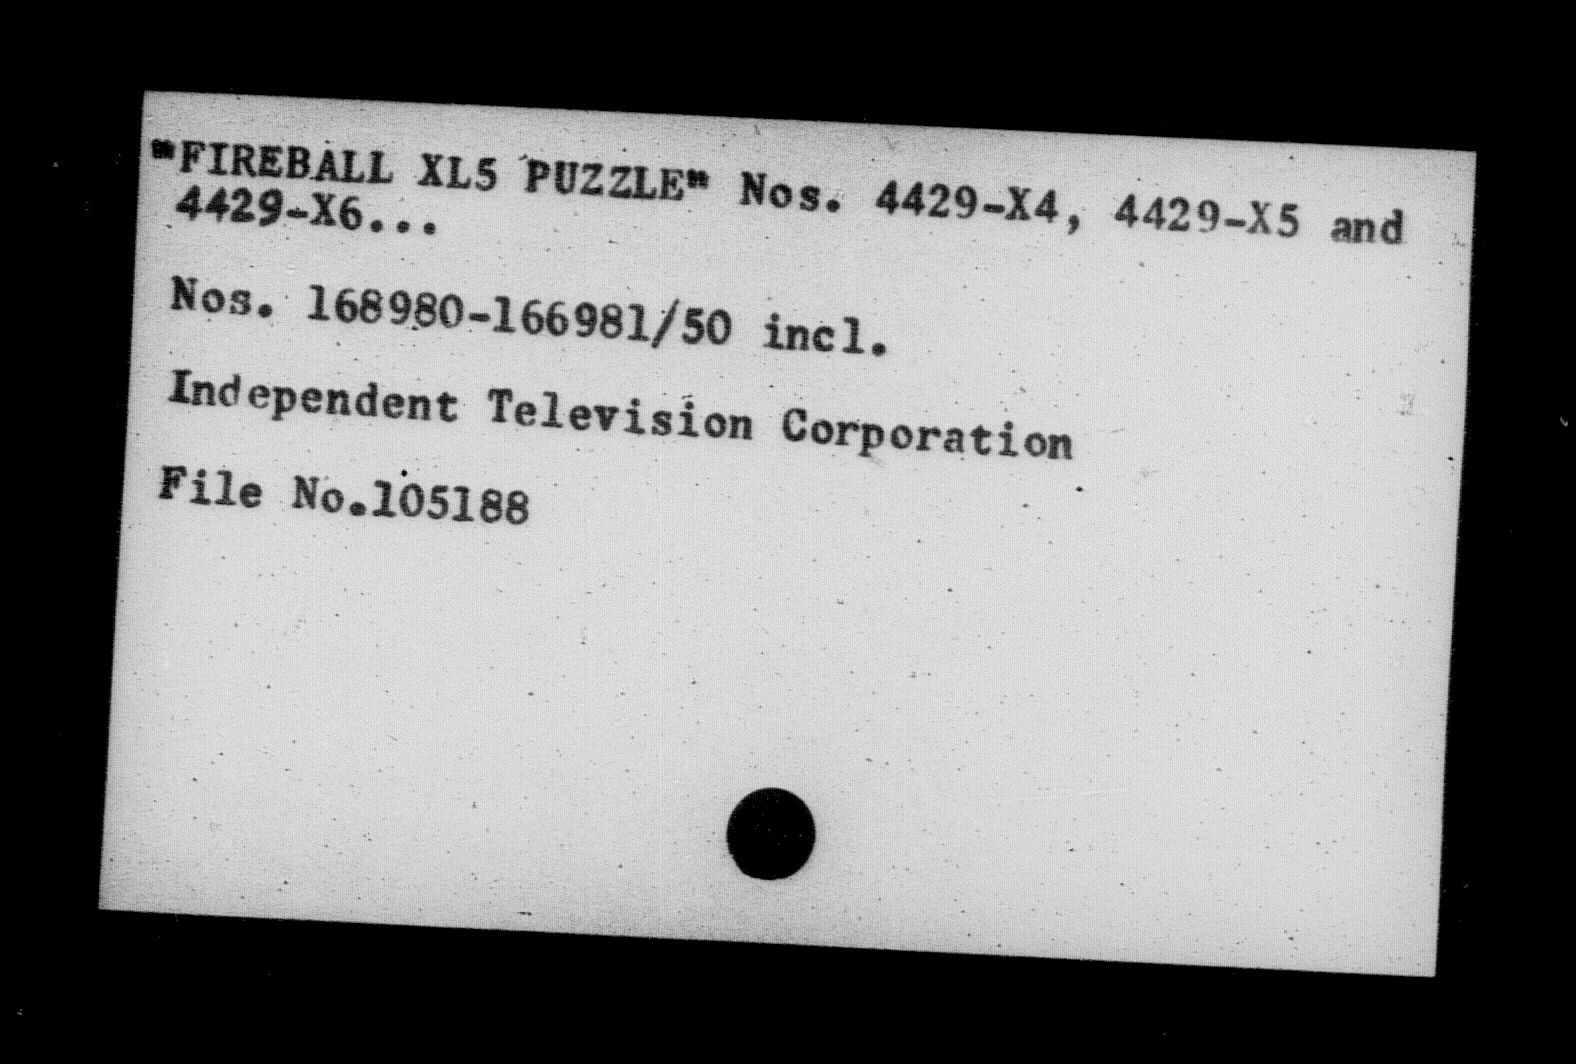 "FIREBALL XL5 PUZZLE" Nos. 4429-X4, 4429-X5 and
4429-X6...
Nos. 168980-166981/50 incl.
Independent Television Corporation
File No.105188